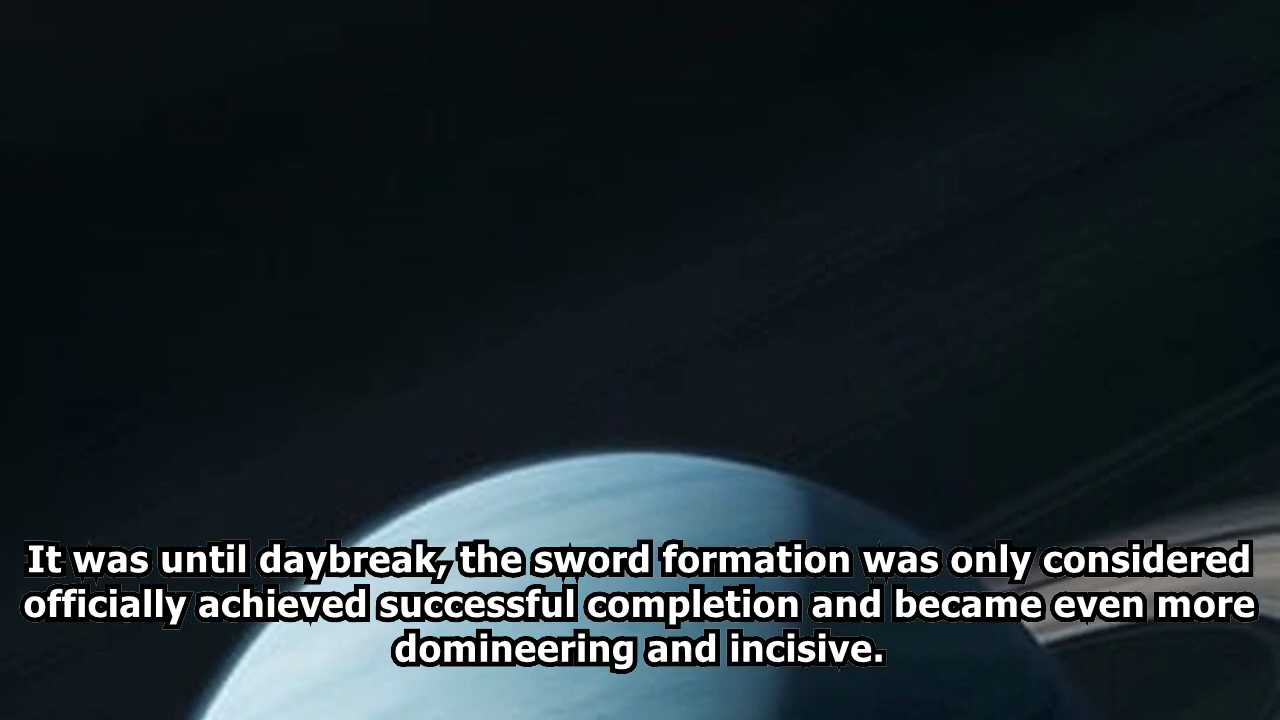 It was until daybreak, the sword formation was only considered
officially achieved successful completion and became even more
domineering and incisive.